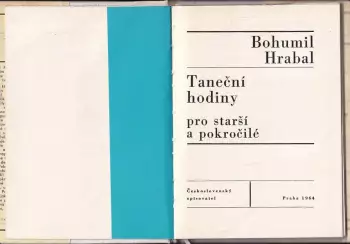 Bohumil
Hrabal
Taneční
hodiny
pro starší
a pokročilé
Československý
spisovatel
Praha 1964